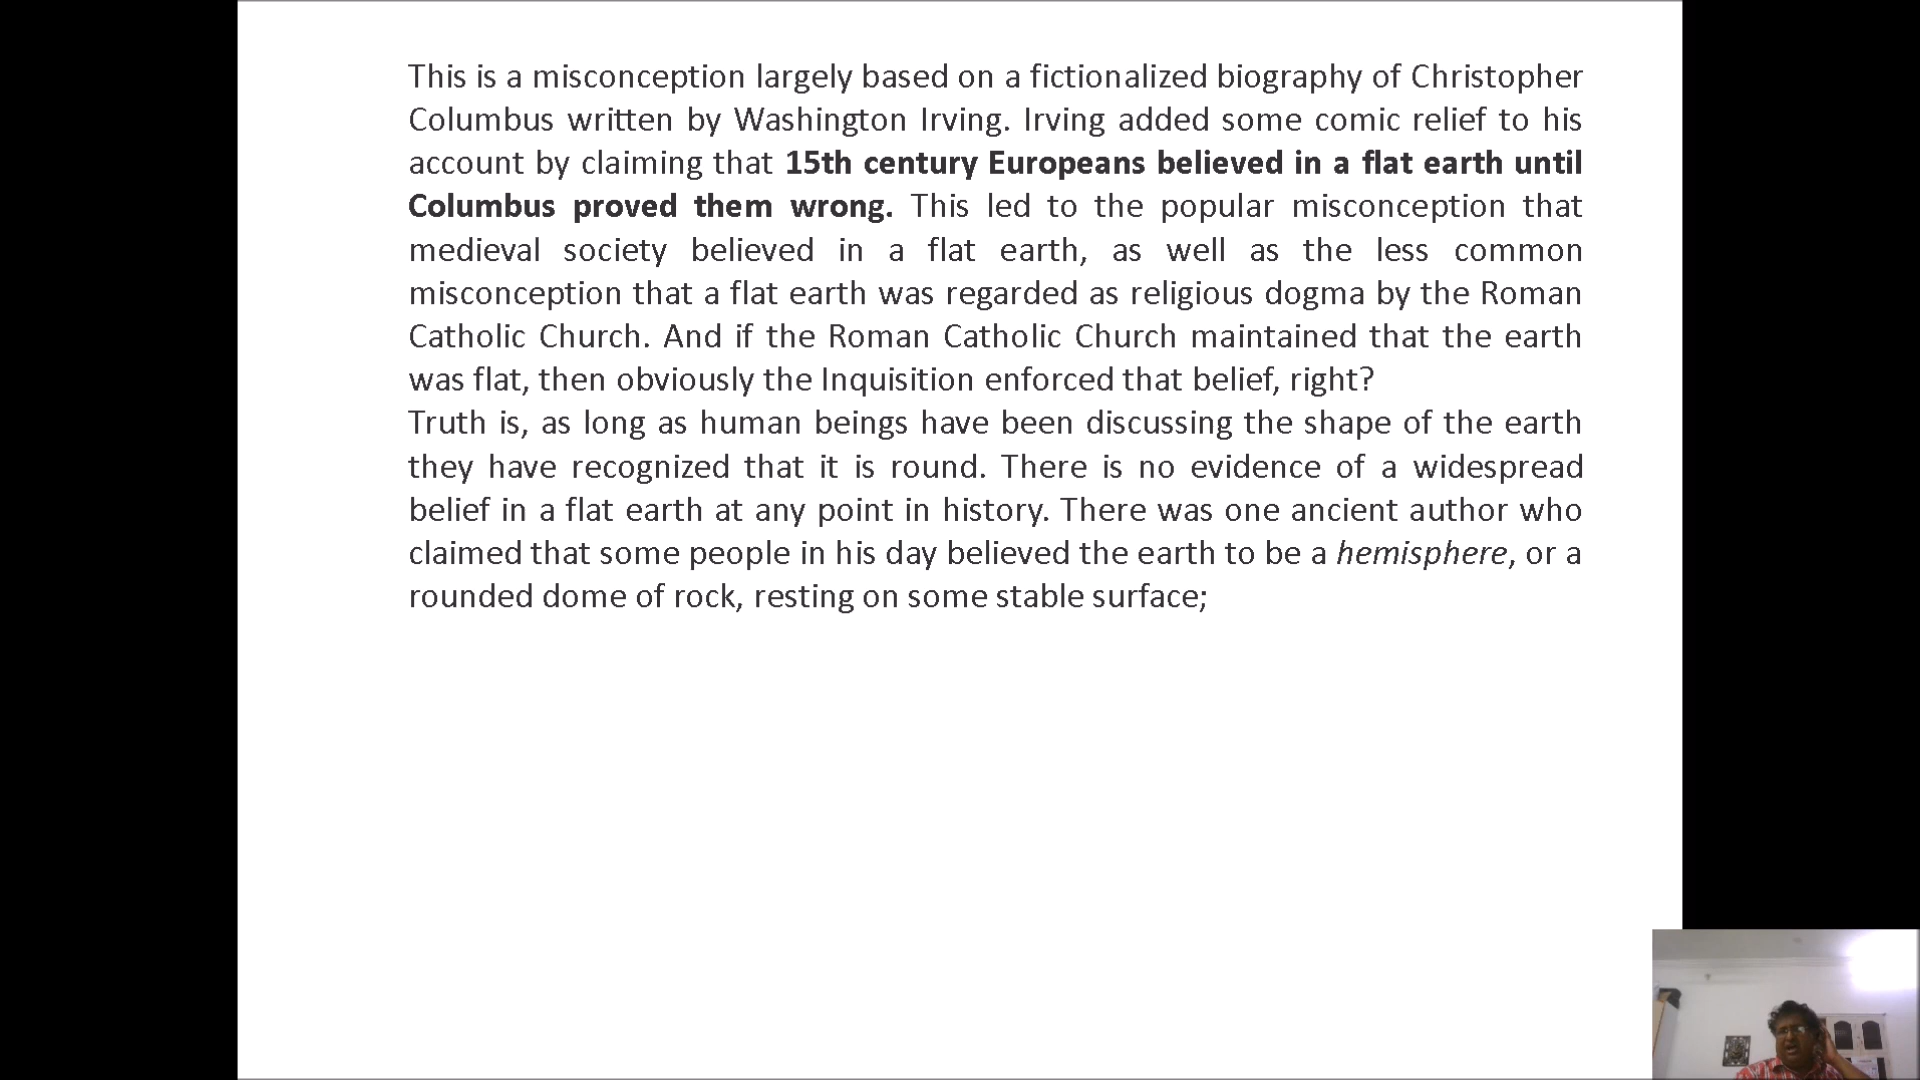 This is a misconception largely based on a fictionalized biography of Christopher
Columbus written by Washington Irving. Irving added some comic relief to his
account by claiming that 15th century Europeans believed in a flat earth until
Columbus proved them wrong. This led to the popular misconception that
medieval society believed in a flat earth, as well as the less common
misconception that a flat earth was regarded as religious dogma by the Roman
Catholic Church. And if the Roman Catholic Church maintained that the earth
was flat, then obviously the Inquisition enforced that belief, right?
Truth is, as long as human beings have been discussing the shape of the earth
they have recognized that it is round. There is no evidence of a widespread
belief in a flat earth at any point in history. There was one ancient author who
claimed that some people in his day believed the earth to be a hemisphere, or a
rounded dome of rock, resting on some stable surface;